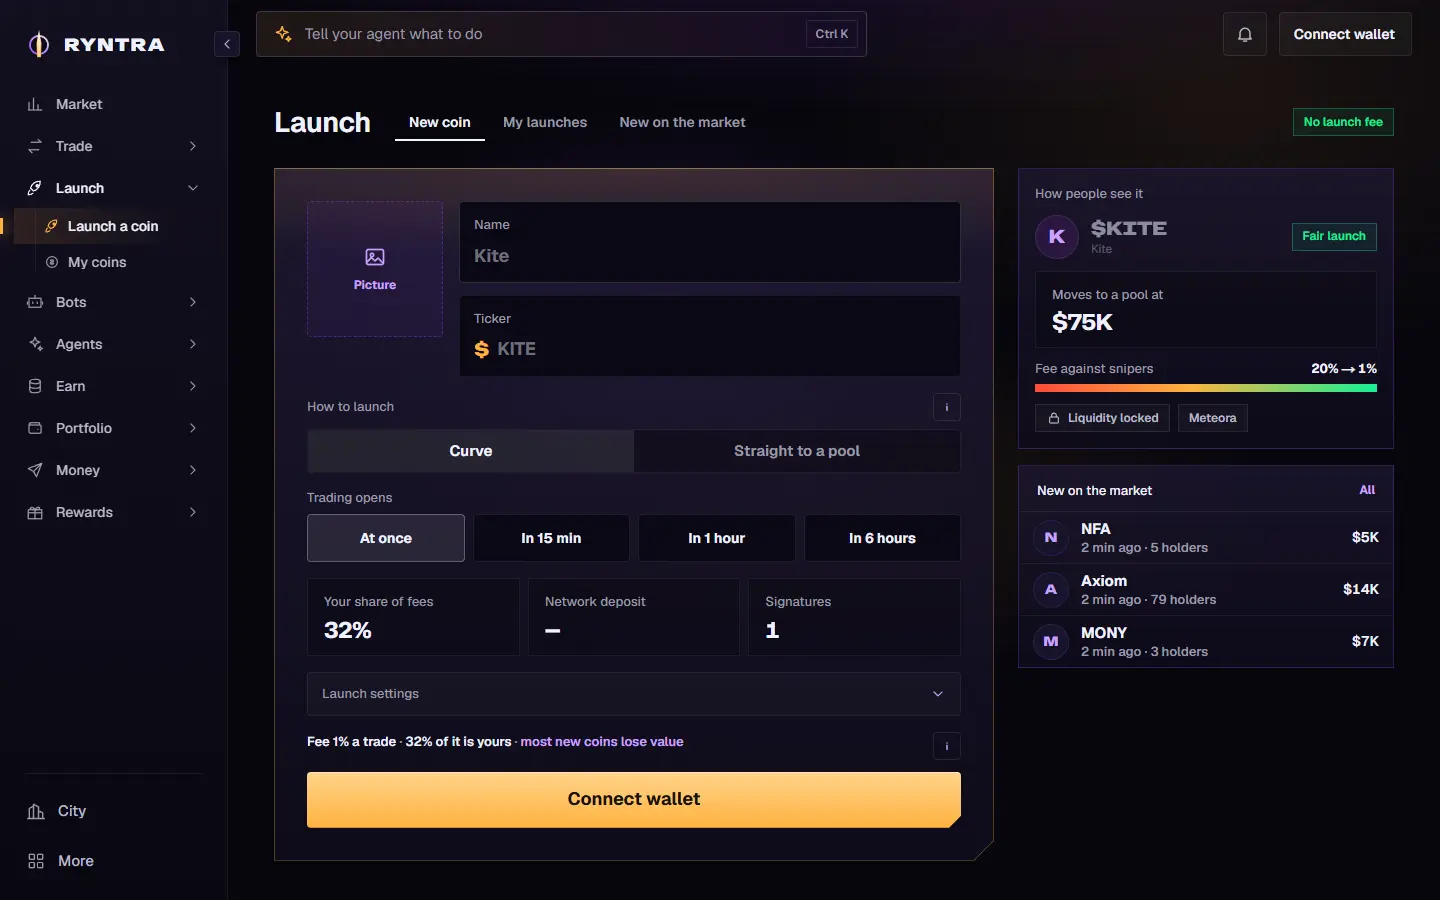 RYNTRA
Tell your agent what to do
Ctrl K
Connect wallet
Market
Trade
Launch
Launch a coin
My coins
Bots
Agents
Earn
Portfolio
Money
Rewards
City
More
Launch
New coin
My launches
New on the market
No launch fee
Picture
Name
Kite
Ticker
$ KITE
How to launch
i
Curve
Straight to a pool
Trading opens
At once
In 15 min
In 1 hour
In 6 hours
Your share of fees
32%
Network deposit
–
Signatures
1
Launch settings
Fee 1% a trade · 32% of it is yours · most new coins lose value
i
Connect wallet
How people see it
K
$KITE
Kite
Fair launch
Moves to a pool at
$75K
Fee against snipers
20% → 1%
Liquidity locked
Meteora
New on the market
All
N
NFA
2 min ago · 5 holders
$5K
A
Axiom
2 min ago · 79 holders
$14K
M
MONY
2 min ago · 3 holders
$7K